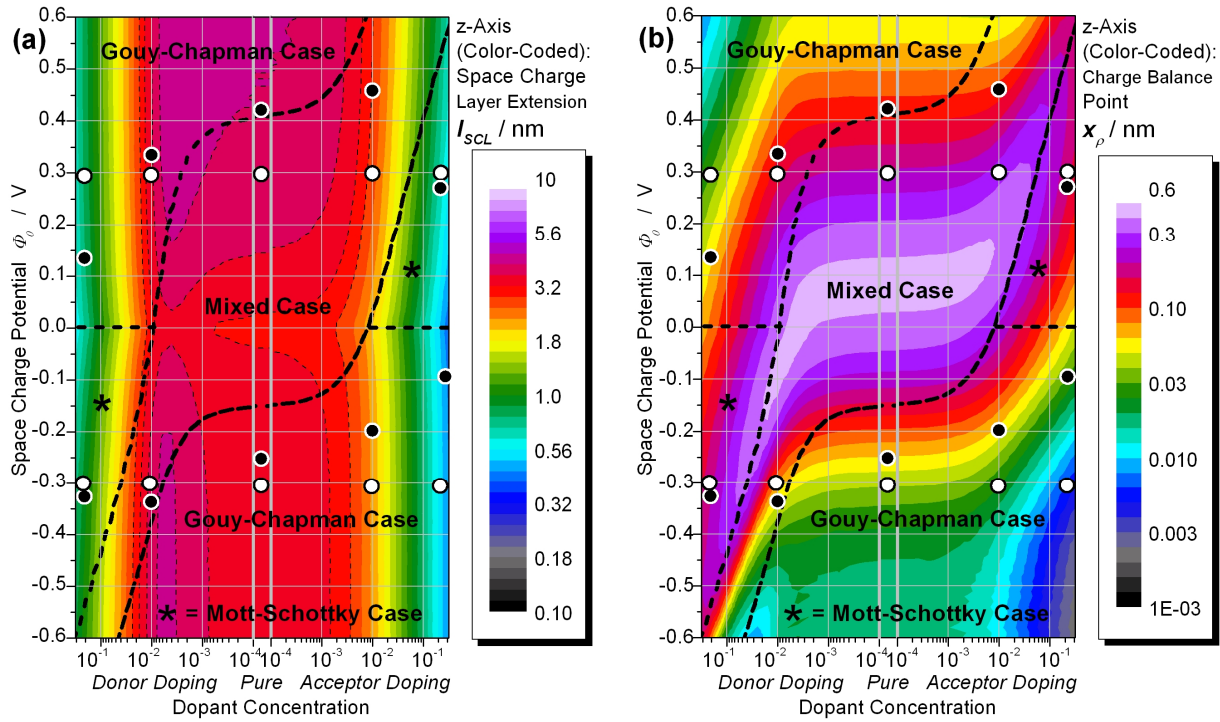 (a)
Gouy-Chapman Case
Mixed Case
Gouy-Chapman Case
* = Mott-Schottky Case
*
*
Space Charge Potential Φ0 / V
0.6
0.5
0.4
0.3
0.2
0.1
0.0
-0.1
-0.2
-0.3
-0.4
-0.5
-0.6
10-1 10-2 10-3 10-4 10-4 10-3 10-2 10-1
Donor Doping Pure Acceptor Doping
Dopant Concentration
z-Axis
(Color-Coded):
Space Charge
Layer Extension
lSCL / nm
10
5.6
3.2
1.8
1.0
0.56
0.32
0.18
0.10
(b)
Gouy-Chapman Case
Mixed Case
Gouy-Chapman Case
* = Mott-Schottky Case
*
*
Space Charge Potential Φ0 / V
0.6
0.5
0.4
0.3
0.2
0.1
0.0
-0.1
-0.2
-0.3
-0.4
-0.5
-0.6
10-1 10-2 10-3 10-4 10-4 10-3 10-2 10-1
Donor Doping Pure Acceptor Doping
Dopant Concentration
z-Axis
(Color-Coded):
Charge Balance
Point
xρ / nm
0.6
0.3
0.10
0.03
0.010
0.003
1E-03